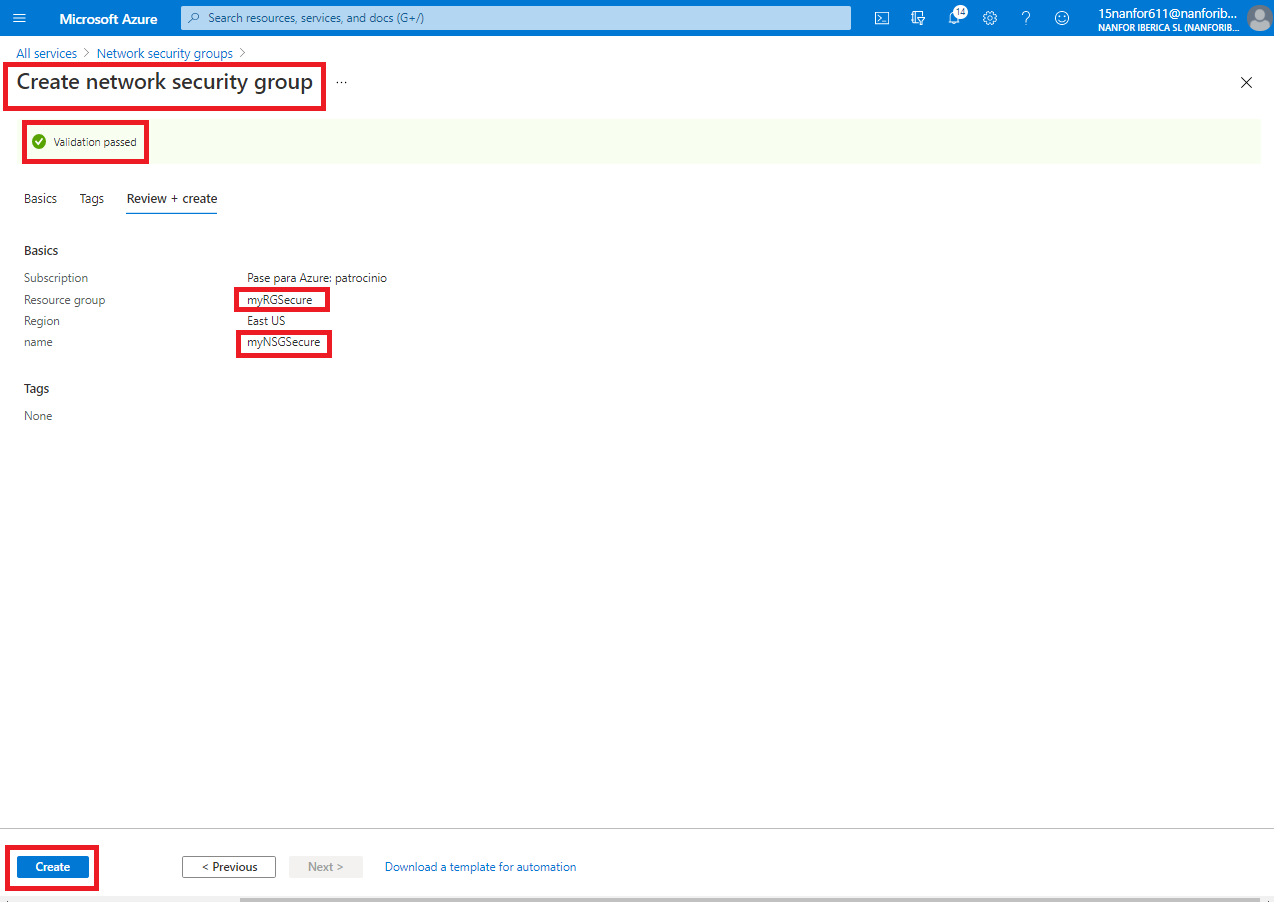 Microsoft Azure
Search resources, services, and docs (G+/)
14
15nanfor611@nanforib...
NANFOR IBERICA SL (NANFORIB...
All services > Network security groups >
Create network security group ...
Validation passed
Basics Tags Review + create
Basics
Subscription Pase para Azure: patrocinio
Resource group myRGSecure
Region East US
name myNSGSecure
Tags
None
Create < Previous Next > Download a template for automation